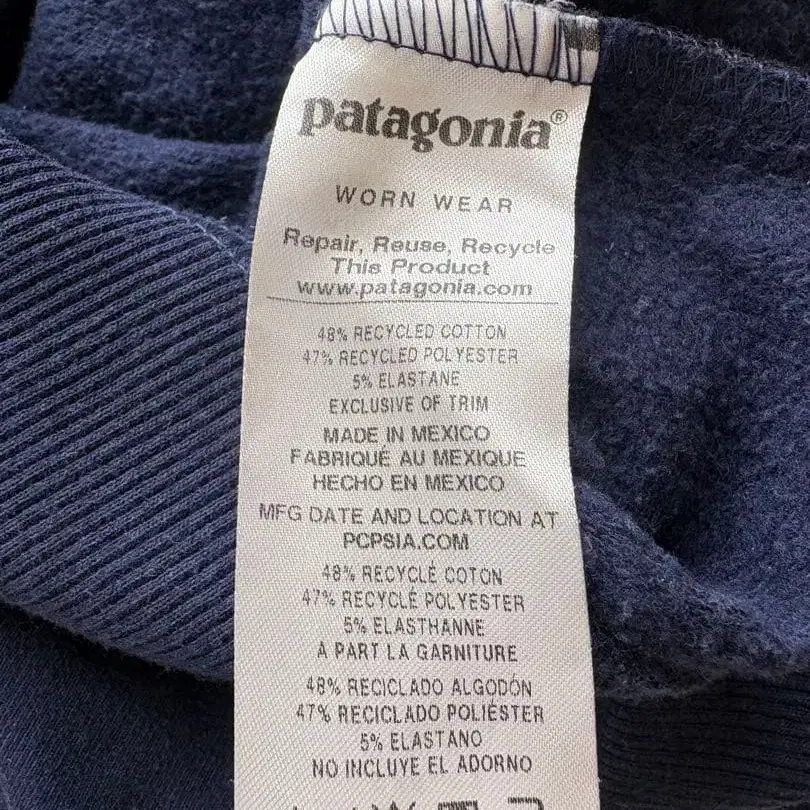 patagonia®
WORN WEAR
Repair, Reuse, Recycle
This Product
www.patagonia.com
48% RECYCLED COTTON
47% RECYCLED POLYESTER
5% ELASTANE
EXCLUSIVE OF TRIM
MADE IN MEXICO
FABRIQUÉ AU MEXIQUE
HECHO EN MEXICO
MFG DATE AND LOCATION AT
PCPSIA.COM
48% RECYCLÉ COTON
47% RECYCLÉ POLYESTER
5% ELASTHANNE
À PART LA GARNITURE
48% RECICLADO ALGODÓN
47% RECICLADO POLIÉSTER
5% ELASTANO
NO INCLUYE EL ADORNO